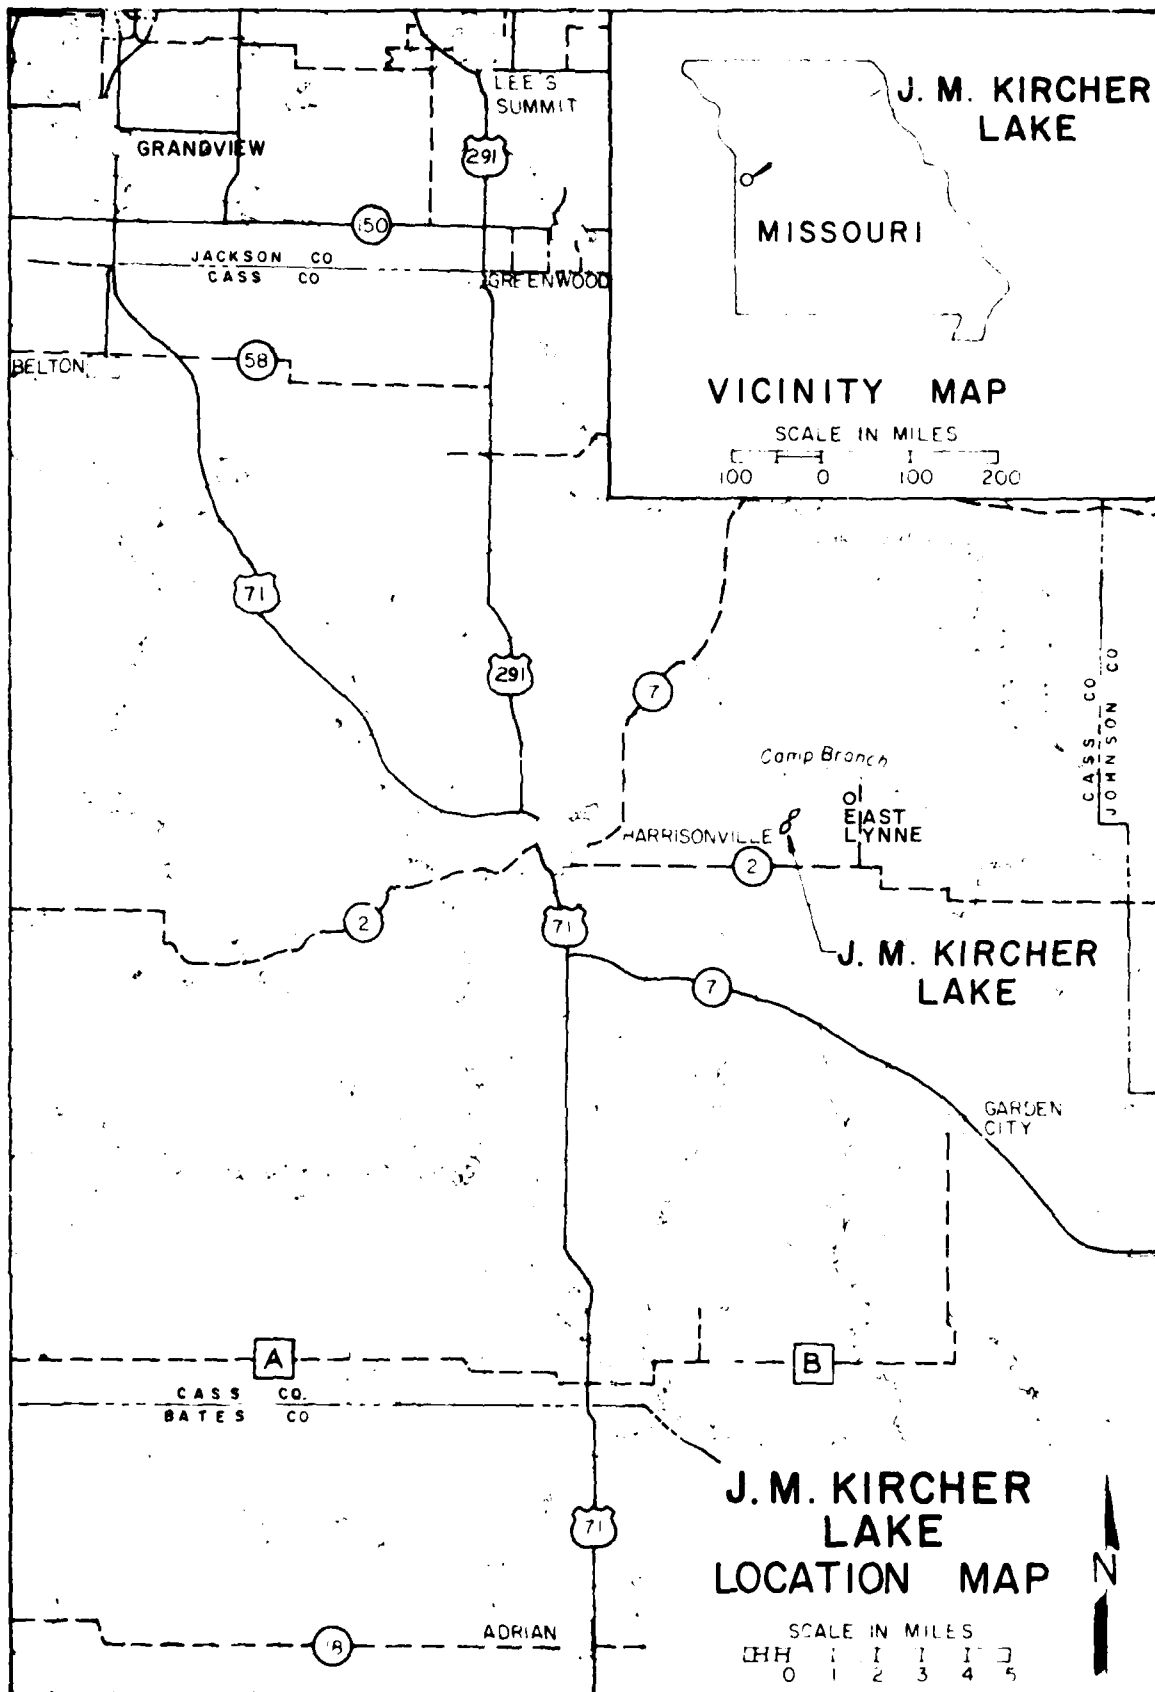 LEE'S
SUMMIT
GRANDVIEW
291
150
JACKSON CO
CASS CO
GREENWOOD
BELTON
58
J. M. KIRCHER
LAKE
MISSOURI
VICINITY MAP
SCALE IN MILES
100 0 100 200
71
291
7
CASS CO
JOHNSON CO
Camp Branch
EAST
LYNNE
HARRISONVILLE
2
2
71
J. M. KIRCHER
LAKE
7
GARDEN
CITY
A
B
CASS CO.
BATES CO
J. M. KIRCHER
LAKE
LOCATION MAP
N
71
ADRIAN
18
SCALE IN MILES
0 1 2 3 4 5